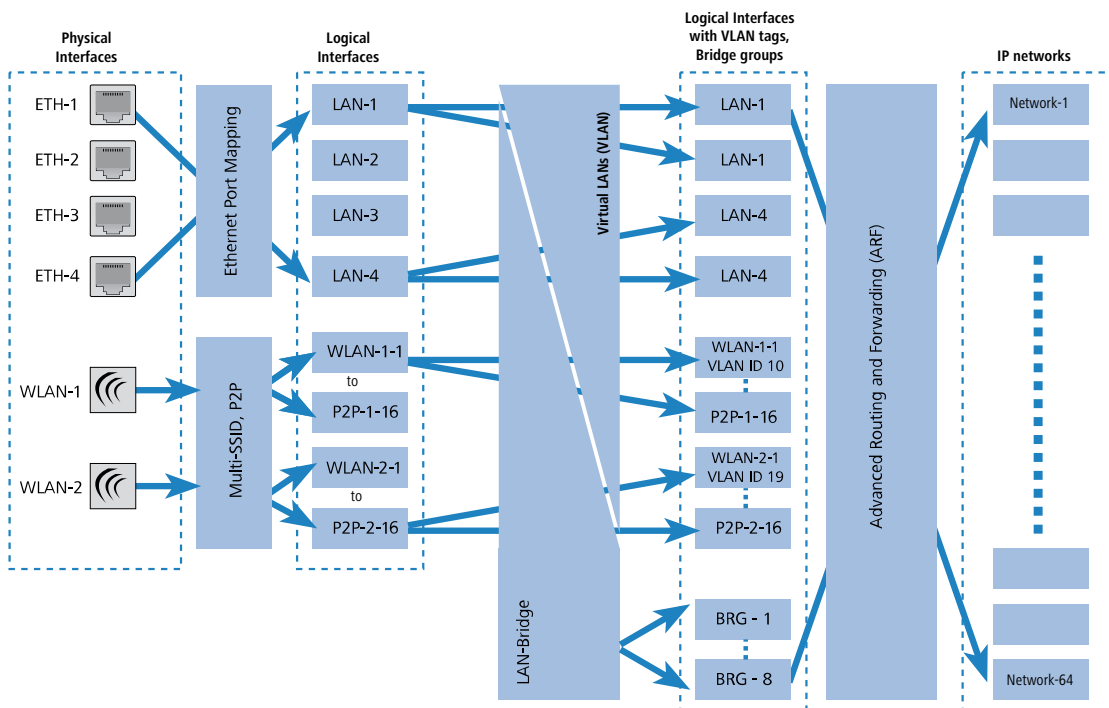 Physical
Interfaces
Logical
Interfaces
Logical Interfaces
with VLAN tags,
Bridge groups
IP networks
ETH-1
ETH-2
ETH-3
ETH-4
WLAN-1
WLAN-2
Ethernet Port Mapping
Multi-SSID, P2P
LAN-1
LAN-2
LAN-3
LAN-4
WLAN-1-1
to
P2P-1-16
WLAN-2-1
to
P2P-2-16
Virtual LANs (VLAN)
LAN-Bridge
LAN-1
LAN-1
LAN-4
LAN-4
WLAN-1-1
VLAN ID 10
P2P-1-16
WLAN-2-1
VLAN ID 19
P2P-2-16
BRG - 1
BRG - 8
Advanced Routing and Forwarding (ARF)
Network-1
Network-64